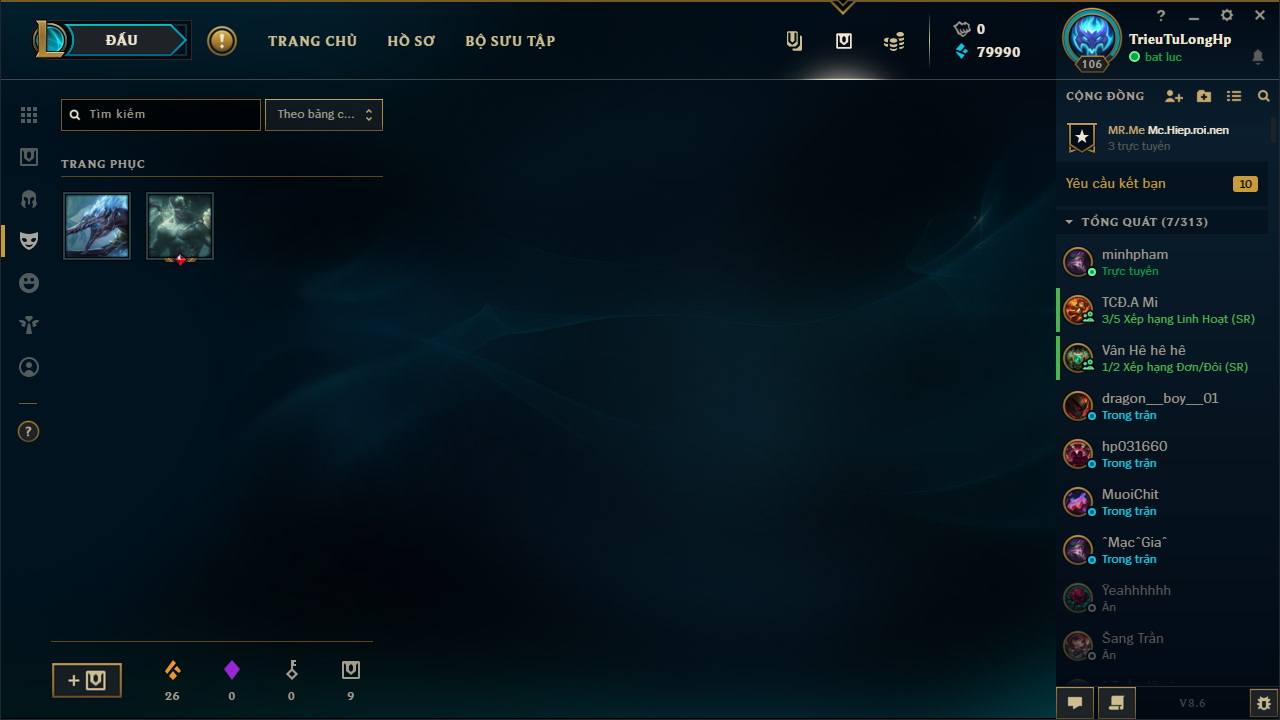 ĐẤU
TRANG CHỦ
HỒ SƠ
BỘ SƯU TẬP
0
79990
106
?
TrieuTuLongHp
bat luc
Tìm kiếm
Theo bảng c...
TRANG PHỤC
?
26
0
0
9
CỘNG ĐỒNG
MR.Me Mc.Hiep.roi.nen
3 trực tuyến
Yêu cầu kết bạn
10
TỔNG QUÁT (7/313)
minhpham
Trực tuyến
TCĐ.A Mi
3/5 Xếp hạng Linh Hoạt (SR)
Vân Hê hê hê
1/2 Xếp hạng Đơn/Đôi (SR)
dragon__boy__01
Trong trận
hp031660
Trong trận
MuoiChit
Trong trận
ˆMạcˆGiaˆ
Trong trận
Ÿeahhhhhh
Ẩn
Šang Trần
Ẩn
V8.6